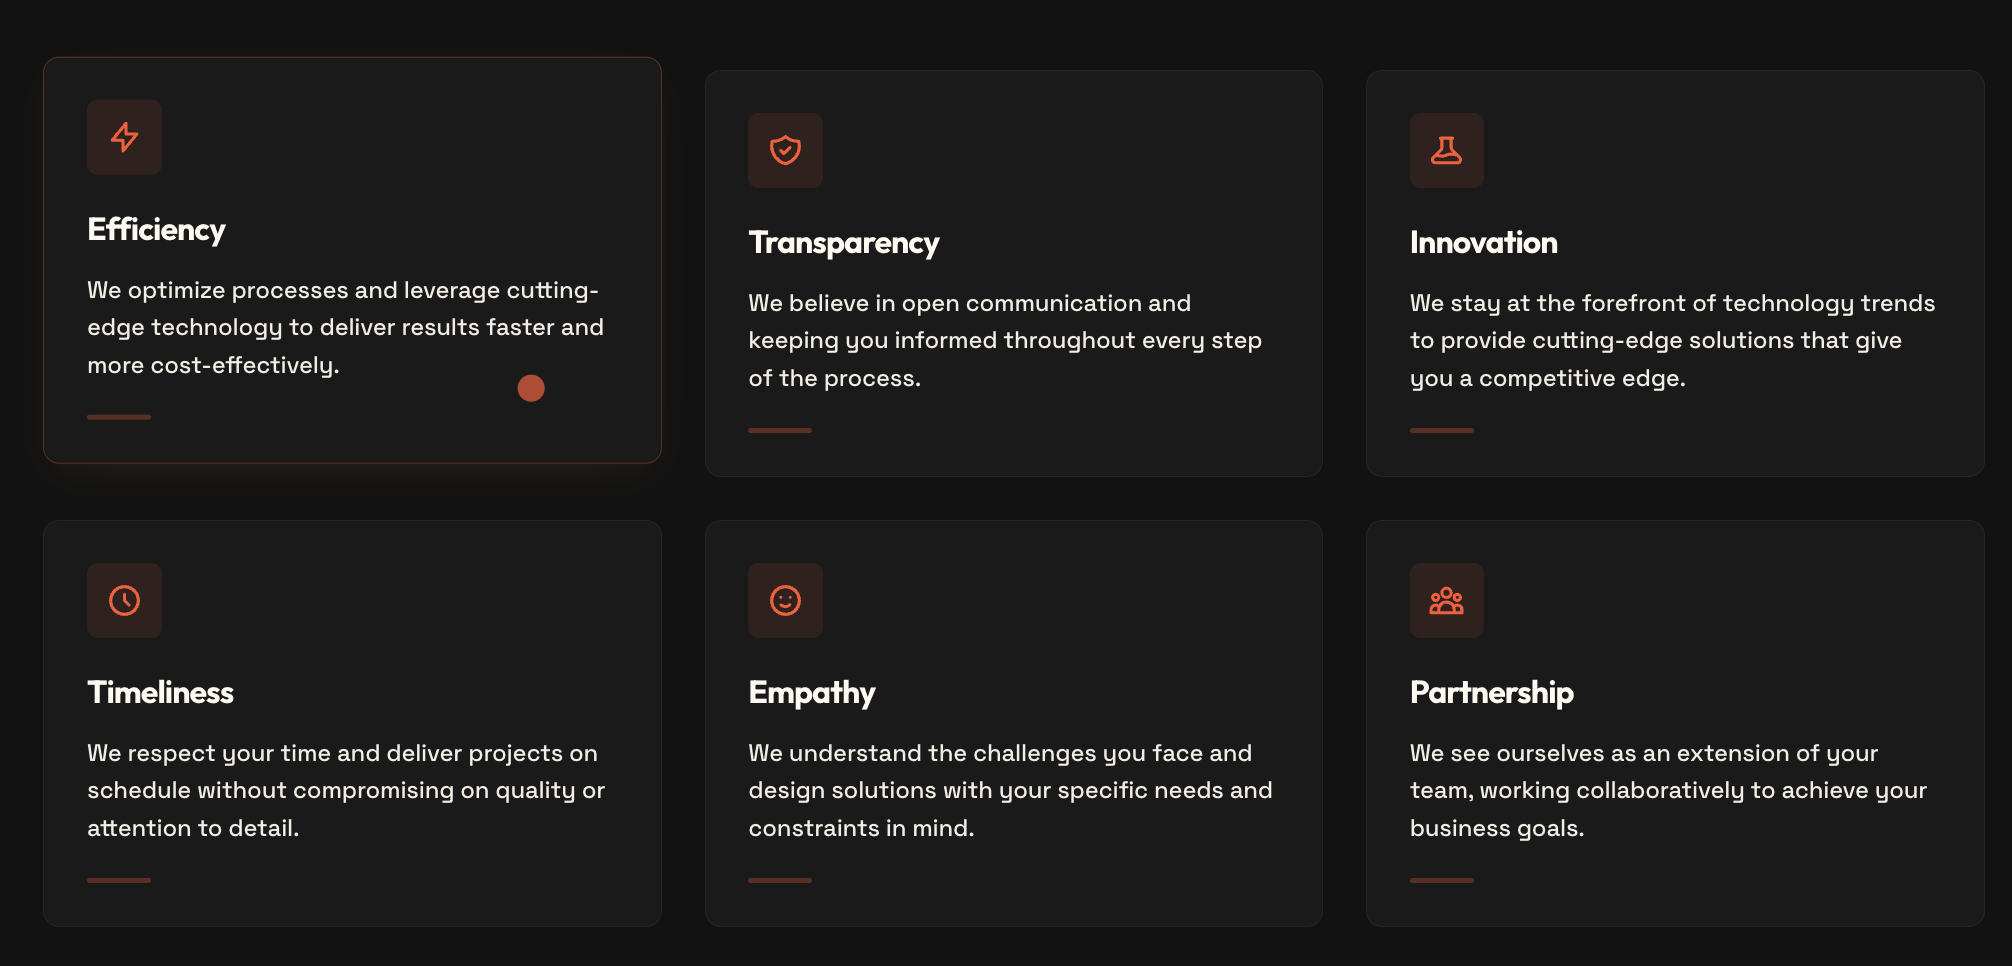 Efficiency
We optimize processes and leverage cutting-
edge technology to deliver results faster and
more cost-effectively.
Transparency
We believe in open communication and
keeping you informed throughout every step
of the process.
Innovation
We stay at the forefront of technology trends
to provide cutting-edge solutions that give
you a competitive edge.
Timeliness
We respect your time and deliver projects on
schedule without compromising on quality or
attention to detail.
Empathy
We understand the challenges you face and
design solutions with your specific needs and
constraints in mind.
Partnership
We see ourselves as an extension of your
team, working collaboratively to achieve your
business goals.